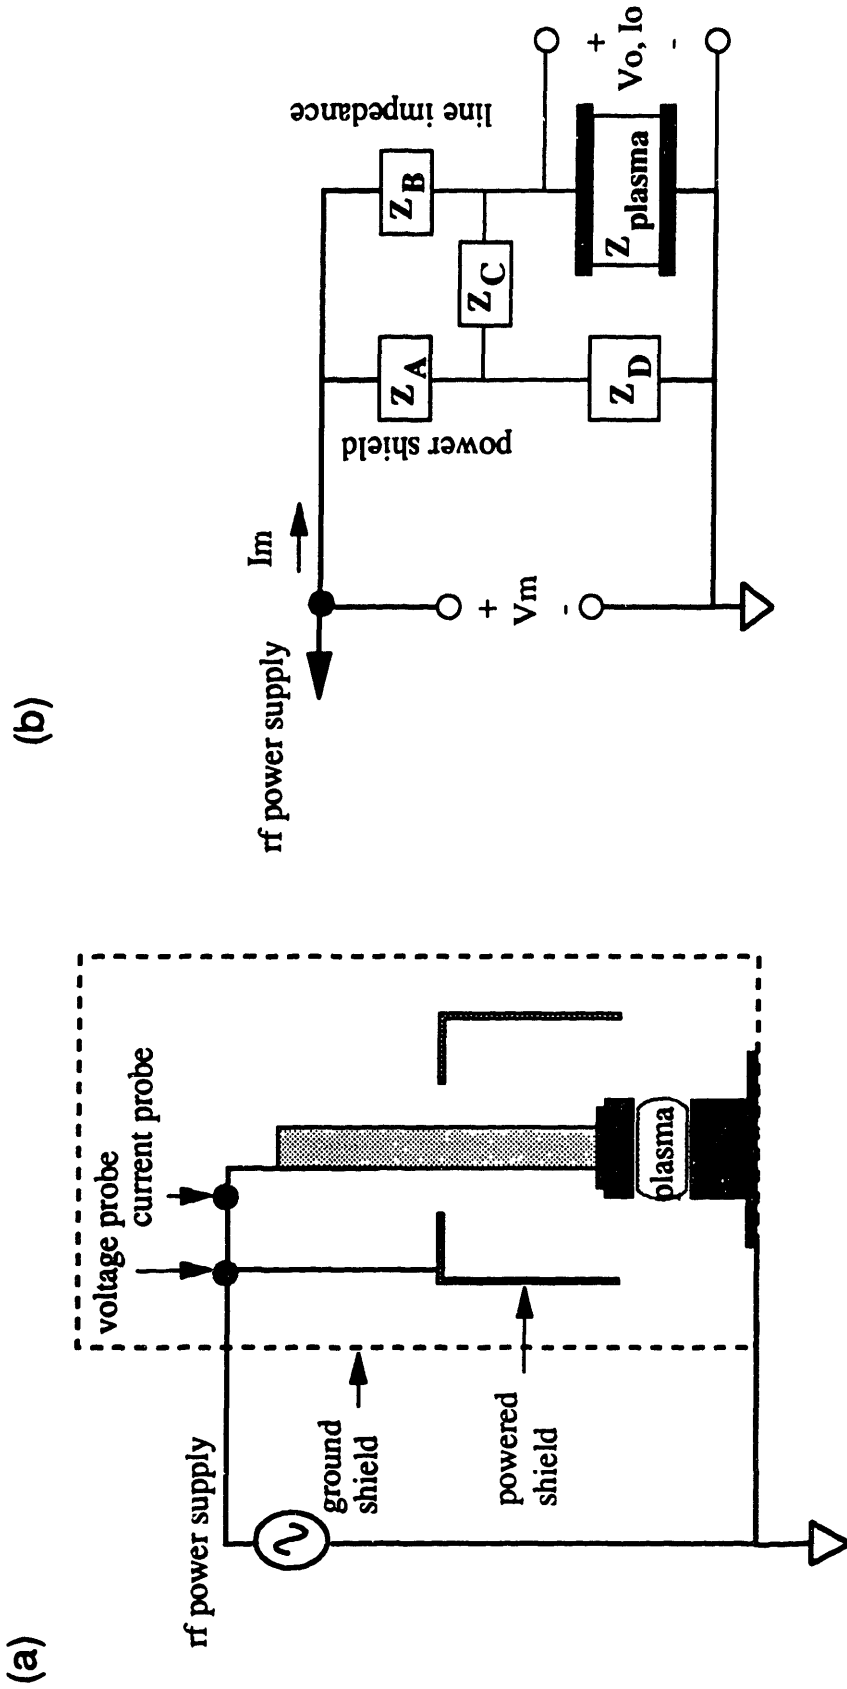 (a)
rf power supply
voltage probe
current probe
ground
shield
powered
shield
plasma
(b)
rf power supply
Im
+
Vm
-
power shield
line impedance
ZA
ZB
ZC
ZD
Z plasma
+
Vo, Io
-